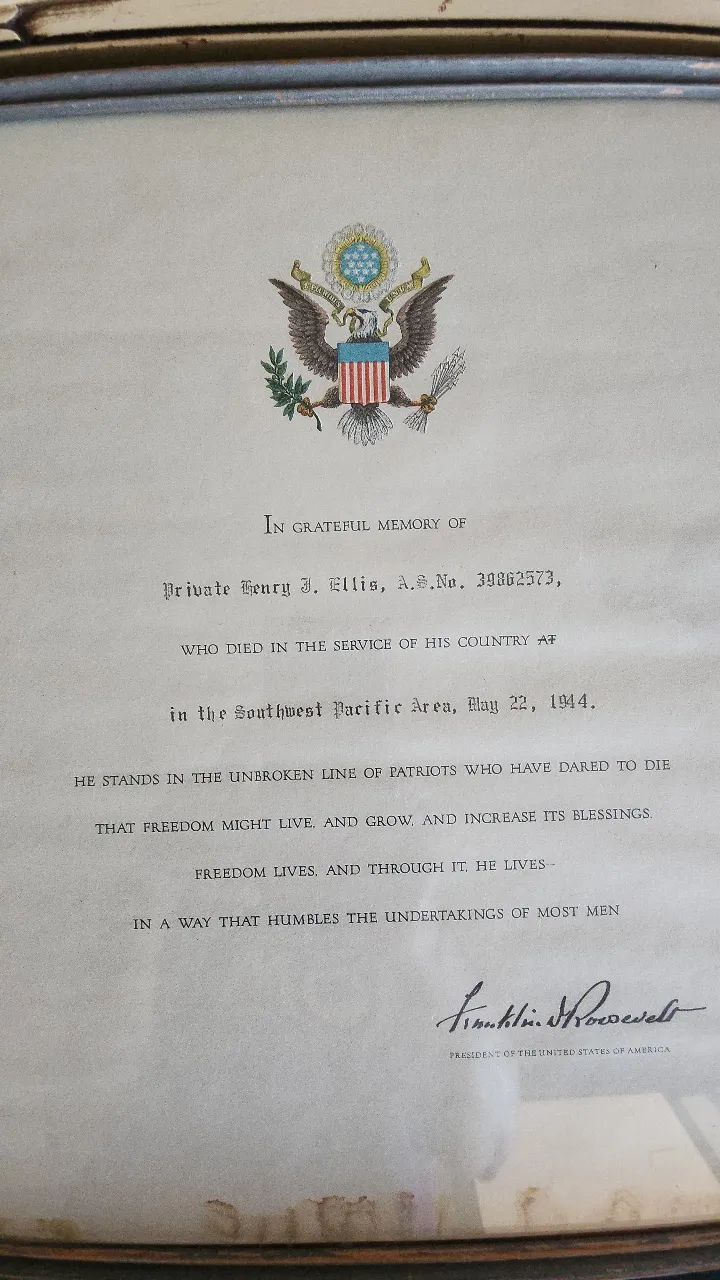 E PLURIBUS UNUM
IN GRATEFUL MEMORY OF
Private Henry J. Ellis, A.S.No. 39862573,
WHO DIED IN THE SERVICE OF HIS COUNTRY AT
in the Southwest Pacific Area, May 22, 1944.
HE STANDS IN THE UNBROKEN LINE OF PATRIOTS WHO HAVE DARED TO DIE
THAT FREEDOM MIGHT LIVE, AND GROW, AND INCREASE ITS BLESSINGS.
FREEDOM LIVES, AND THROUGH IT, HE LIVES—
IN A WAY THAT HUMBLES THE UNDERTAKINGS OF MOST MEN
Franklin D Roosevelt
PRESIDENT OF THE UNITED STATES OF AMERICA